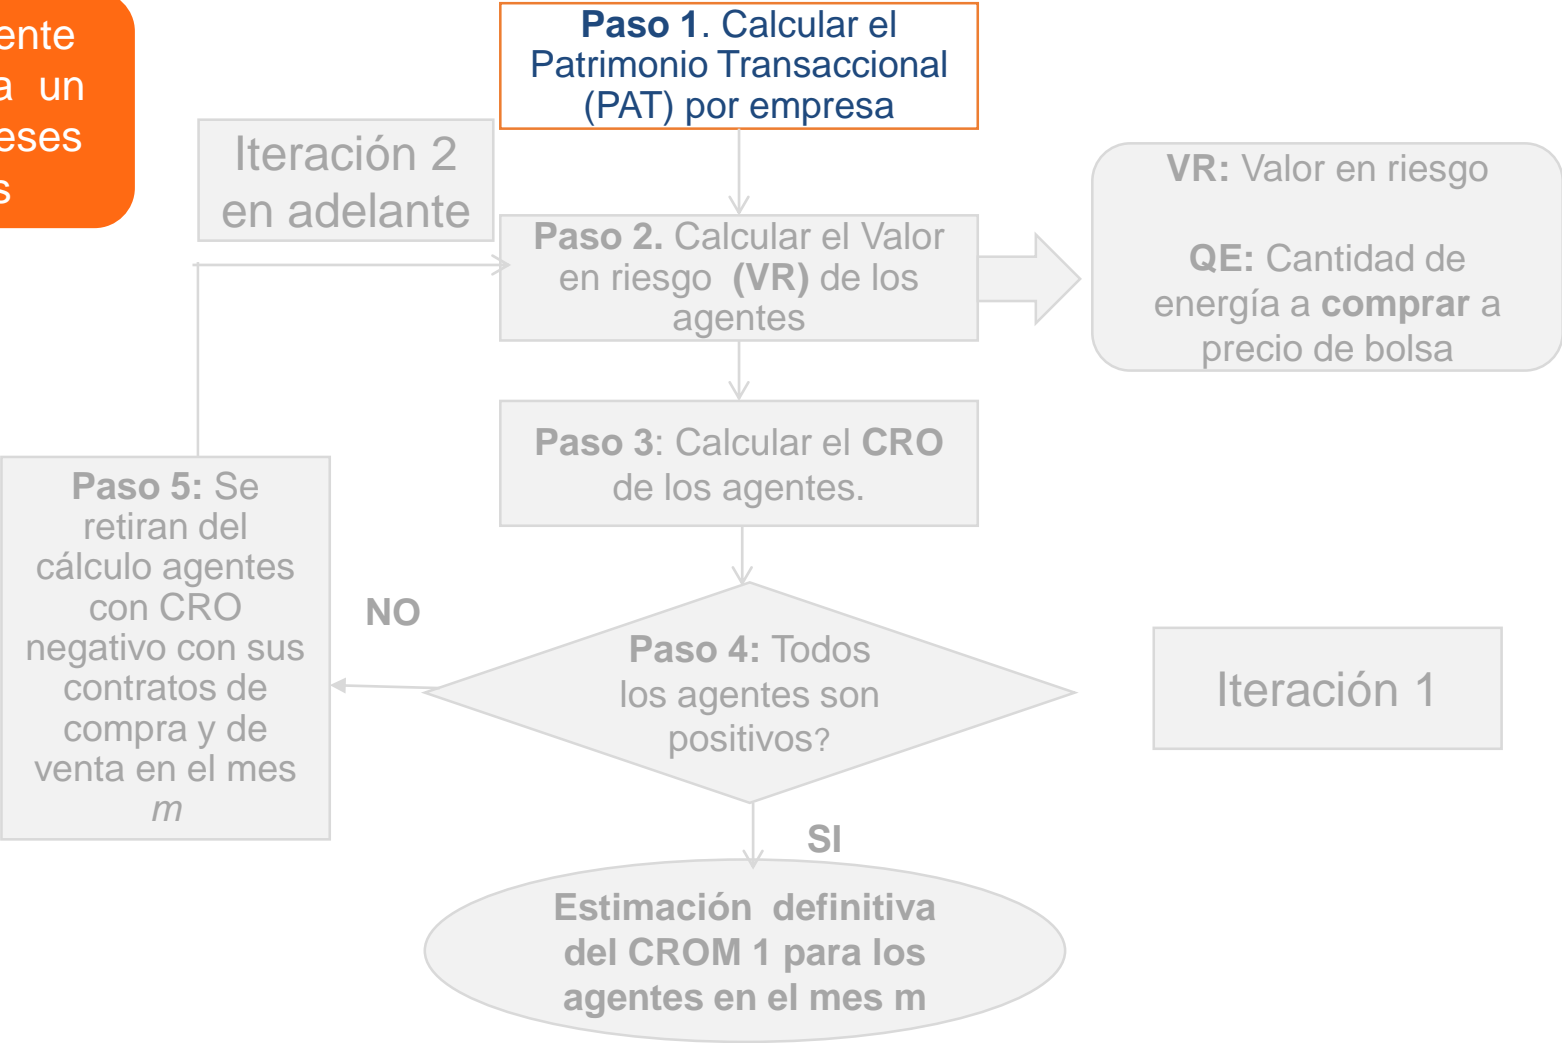 un
Paso 1. Calcular el
Patrimonio Transaccional
(PAT) por empresa
Iteración 2
en adelante
Paso 2. Calcular el Valor
en riesgo (VR) de los
agentes
VR: Valor en riesgo
QE: Cantidad de
energía a comprar a
precio de bolsa
Paso 3: Calcular el CRO
de los agentes.
Paso 4: Todos
los agentes son
positivos?
Iteración 1
NO
Paso 5: Se
retiran del
cálculo agentes
con CRO
negativo con sus
contratos de
compra y de
venta en el mes
m
SI
Estimación definitiva
del CROM 1 para los
agentes en el mes m